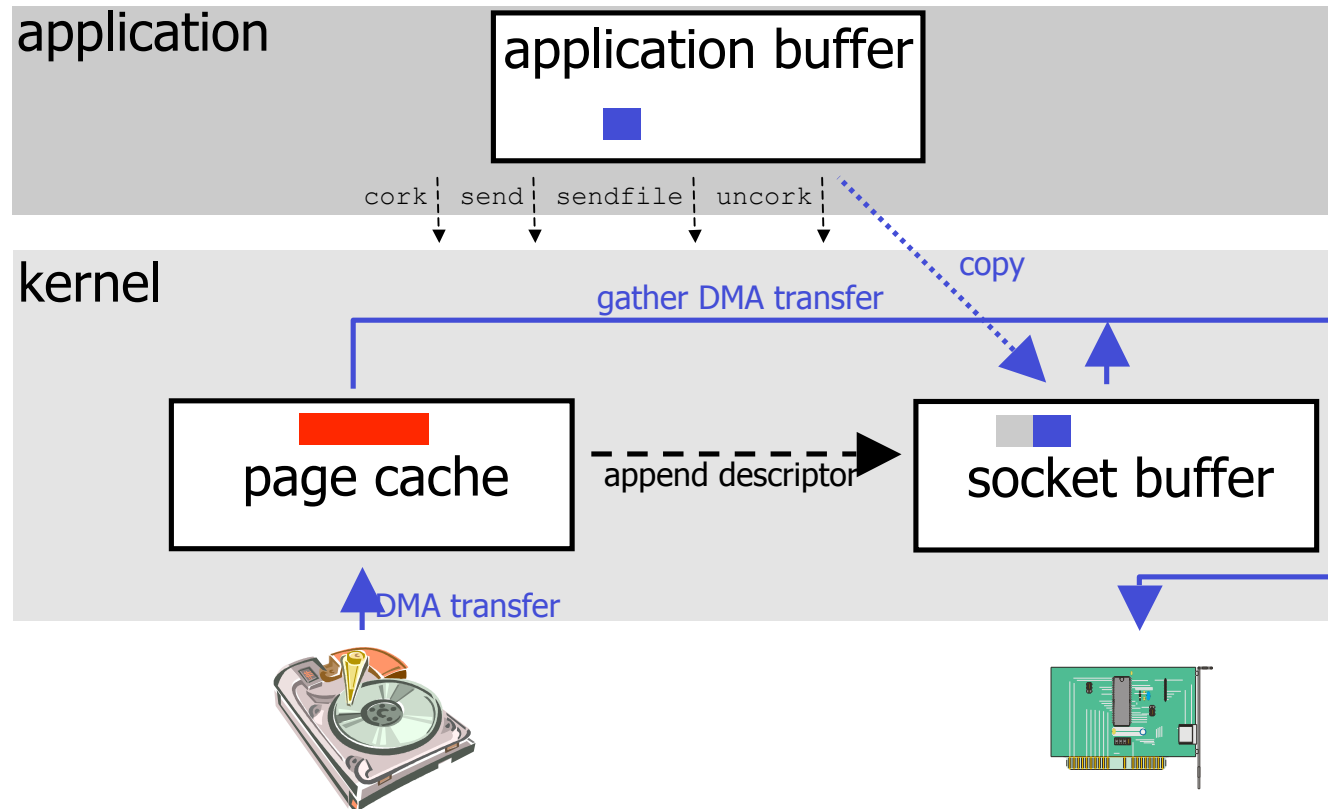 application
application buffer
cork send sendfile uncork
copy
kernel
gather DMA transfer
page cache
append descriptor
socket buffer
DMA transfer